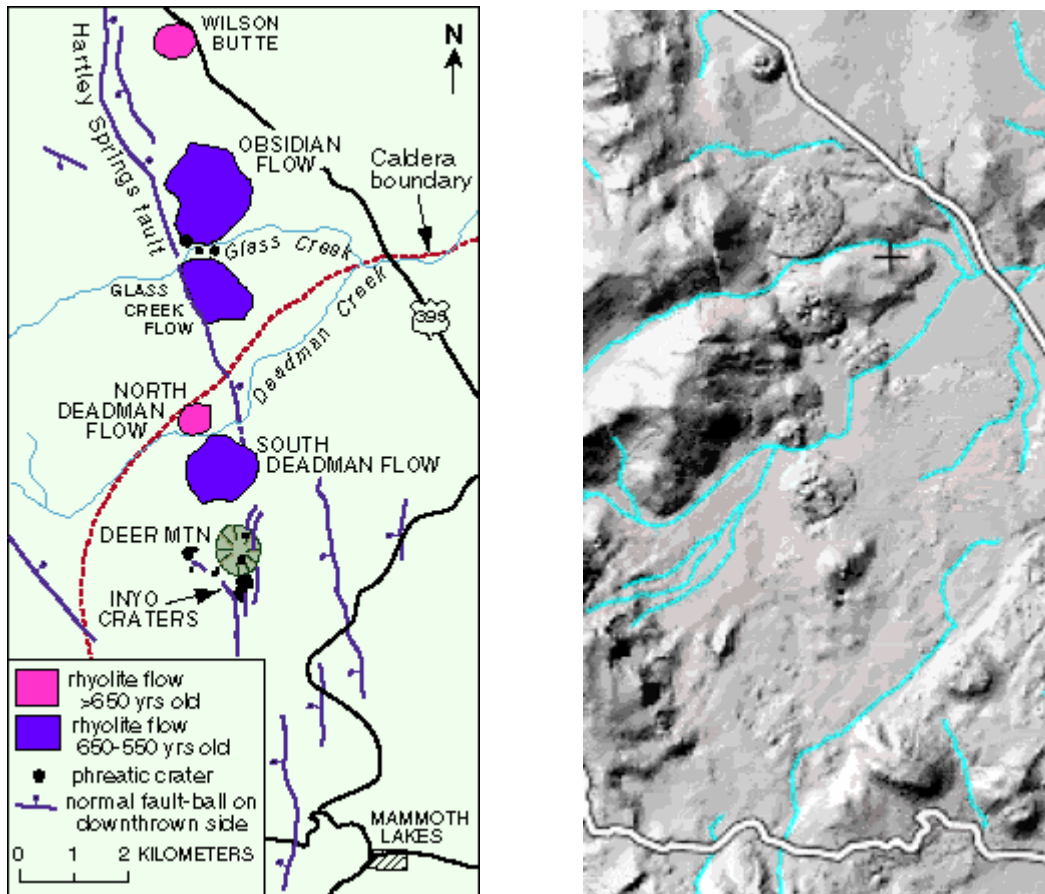 WILSON
BUTTE
N
Hartley Springs fault
OBSIDIAN
FLOW
Caldera
boundary
Glass Creek
GLASS
CREEK
FLOW
395
Deadman Creek
NORTH
DEADMAN
FLOW
SOUTH
DEADMAN FLOW
DEER MTN
INYO
CRATERS
rhyolite flow
>650 yrs old
rhyolite flow
650-550 yrs old
phreatic crater
normal fault-ball on
downthrown side
0 1 2 KILOMETERS
MAMMOTH
LAKES